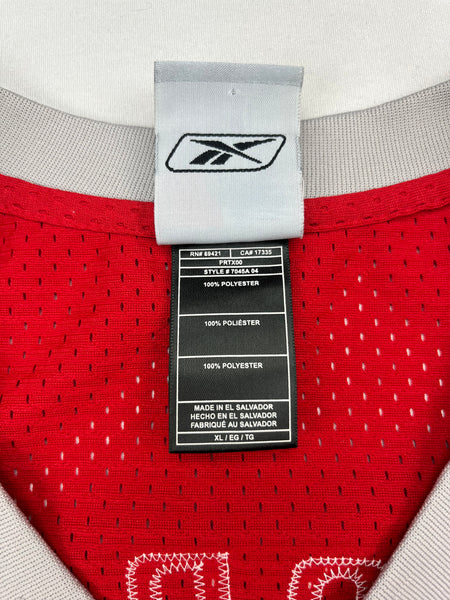 RN# 69421 CA# 17335
PRTX00
STYLE # 7045A 04
100% POLYESTER
100% POLIÉSTER
100% POLYESTER
MADE IN EL SALVADOR
HECHO EN EL SALVADOR
FABRIQUÉ AU SALVADOR
XL / EG / TG